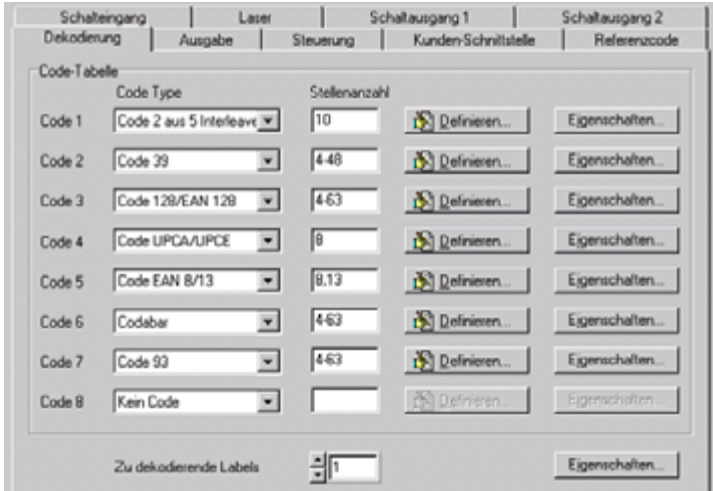 Schalteingang Laser Schaltausgang 1 Schaltausgang 2
Dekodierung Ausgabe Steuerung Kunden-Schnittstelle Referenzcode
Code-Tabelle
Code Type Stellenanzahl
Code 1 Code 2 aus 5 Interleave 10 Definieren... Eigenschaften...
Code 2 Code 39 4-48 Definieren... Eigenschaften...
Code 3 Code 128/EAN 128 4-63 Definieren... Eigenschaften...
Code 4 Code UPCA/UPCE 8 Definieren... Eigenschaften...
Code 5 Code EAN 8/13 8,13 Definieren... Eigenschaften...
Code 6 Codabar 4-63 Definieren... Eigenschaften...
Code 7 Code 93 4-63 Definieren... Eigenschaften...
Code 8 Kein Code Definieren... Eigenschaften...
Zu dekodierende Labels 1 Eigenschaften...